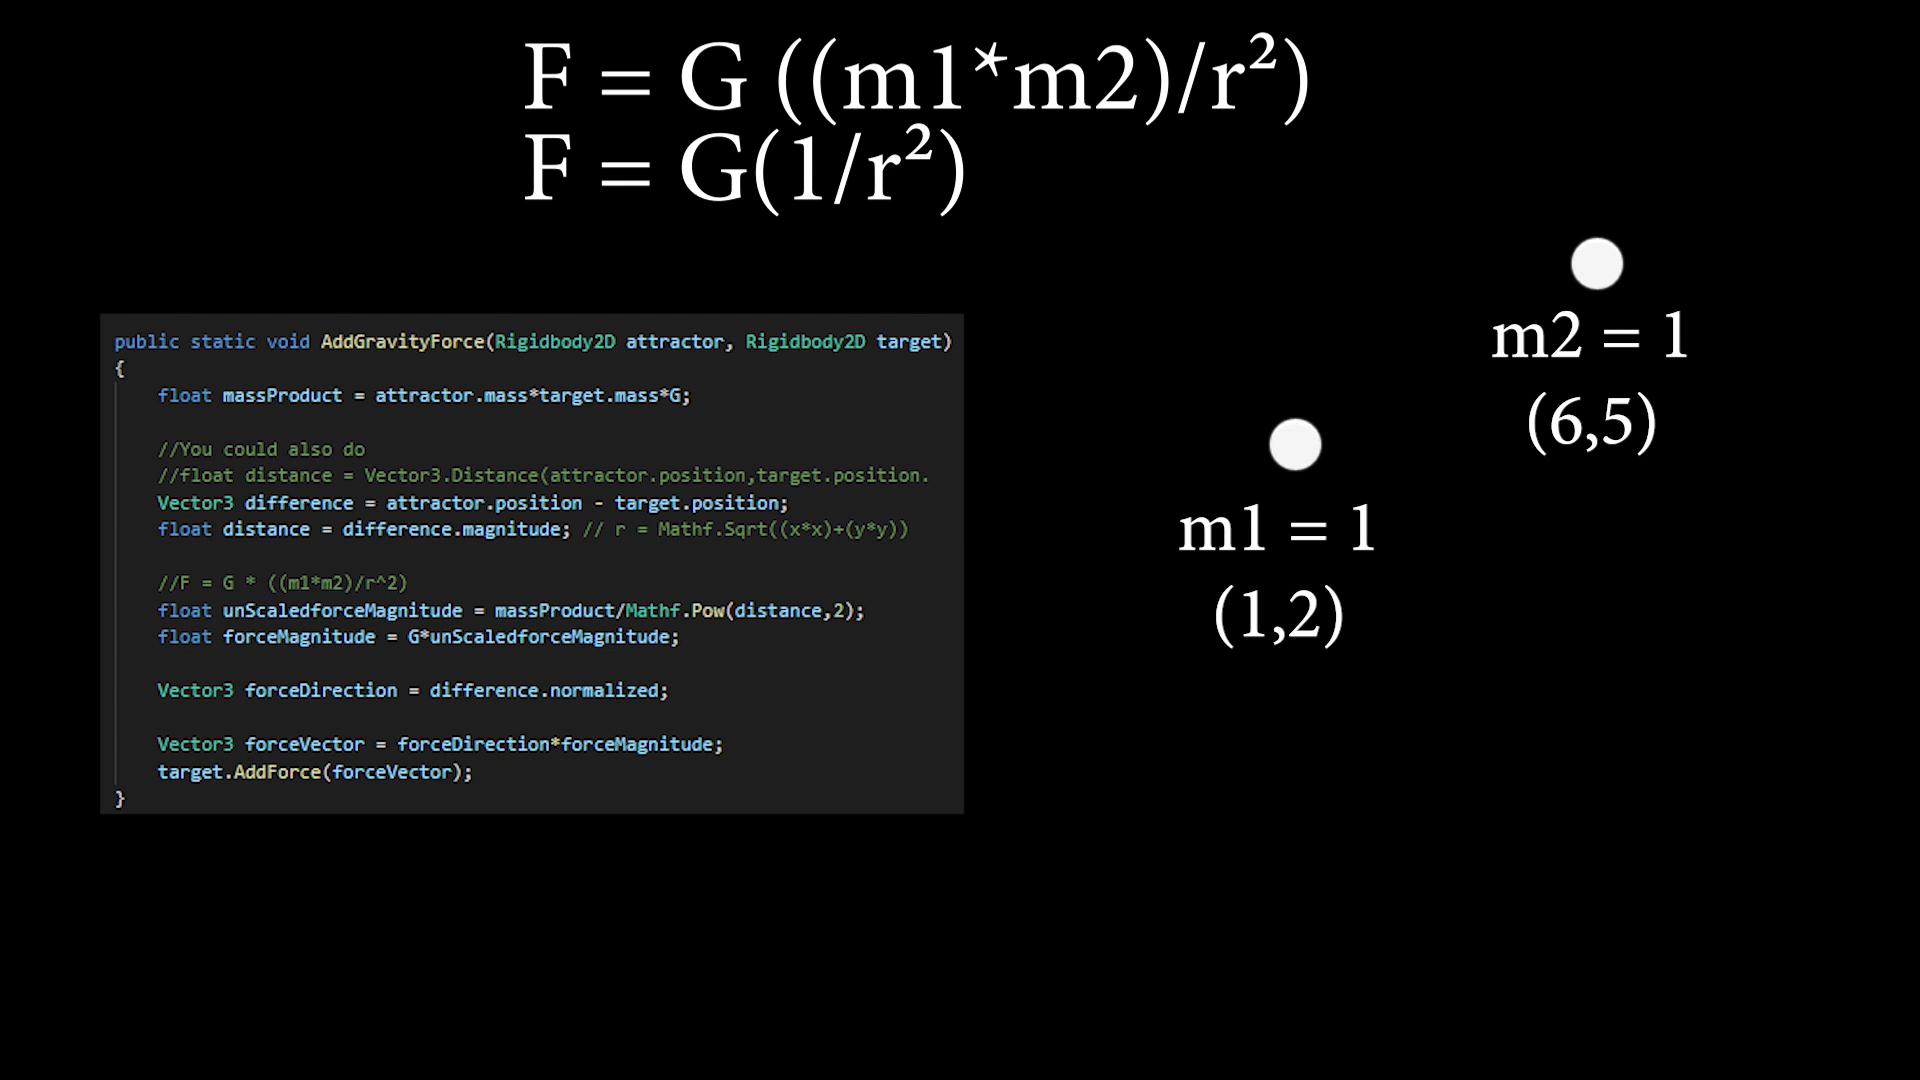 F = G ((m1*m2)/r²)
F = G(1/r²)
public static void AddGravityForce(Rigidbody2D attractor, Rigidbody2D target)
{
float massProduct = attractor.mass*target.mass*G;
//You could also do
//float distance = Vector3.Distance(attractor.position,target.position.
Vector3 difference = attractor.position - target.position;
float distance = difference.magnitude; // r = Mathf.Sqrt((x*x)+(y*y))
//F = G * ((m1*m2)/r^2)
float unScaledforceMagnitude = massProduct/Mathf.Pow(distance,2);
float forceMagnitude = G*unScaledforceMagnitude;
Vector3 forceDirection = difference.normalized;
Vector3 forceVector = forceDirection*forceMagnitude;
target.AddForce(forceVector);
}
m2 = 1
(6,5)
m1 = 1
(1,2)